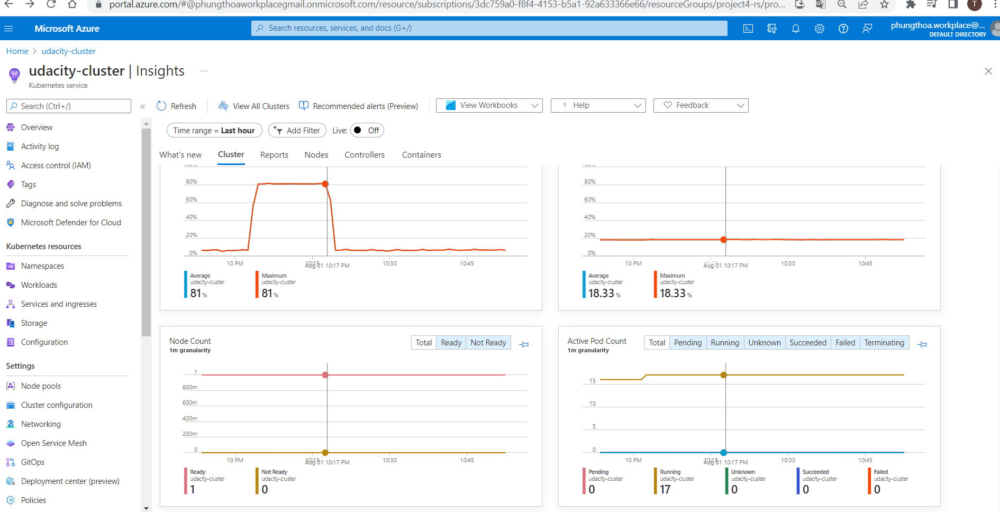 portal.azure.com/#@phungthoaworkplacegmail.onmicrosoft.com/resource/subscriptions/3dc759a0-f8f4-4153-b5a1-92a633366e66/resourceGroups/project4-rs/pro...
T
Microsoft Azure
Search resources, services, and docs (G+/)
phungthoa.workplace@...
DEFAULT DIRECTORY
Home > udacity-cluster
udacity-cluster | Insights ...
Kubernetes service
Search (Ctrl+/)
«
Refresh
View All Clusters
Recommended alerts (Preview)
View Workbooks
? Help
Feedback
Time range = Last hour
Add Filter
Live: Off
What's new
Cluster
Reports
Nodes
Controllers
Containers
Overview
Activity log
Access control (IAM)
Tags
Diagnose and solve problems
Microsoft Defender for Cloud
Kubernetes resources
Namespaces
Workloads
Services and ingresses
Storage
Configuration
Settings
Node pools
Cluster configuration
Networking
Open Service Mesh
GitOps
Deployment center (preview)
Policies
100%
80%
60%
40%
20%
0%
10 PM
10:15
Aug 01 10:17 PM
10:30
10:45
Average
udacity-cluster
81 %
Maximum
udacity-cluster
81 %
100%
80%
60%
40%
20%
0%
10 PM
10:15
Aug 01 10:17 PM
10:30
10:45
Average
udacity-cluster
18.33 %
Maximum
udacity-cluster
18.33 %
Node Count
1m granularity
Total Ready Not Ready
1
800m
600m
400m
200m
0
10 PM
10:15
Aug 01 10:17 PM
10:30
10:45
Ready
udacity-cluster
1
Not Ready
udacity-cluster
0
Active Pod Count
1m granularity
Total Pending Running Unknown Succeeded Failed Terminating
15
10
5
0
10 PM
10:15
Aug 01 10:17 PM
10:30
10:45
Pending
udacity-cluster
0
Running
udacity-cluster
17
Unknown
udacity-cluster
0
Succeeded
udacity-cluster
0
Failed
udacity-cluster
0